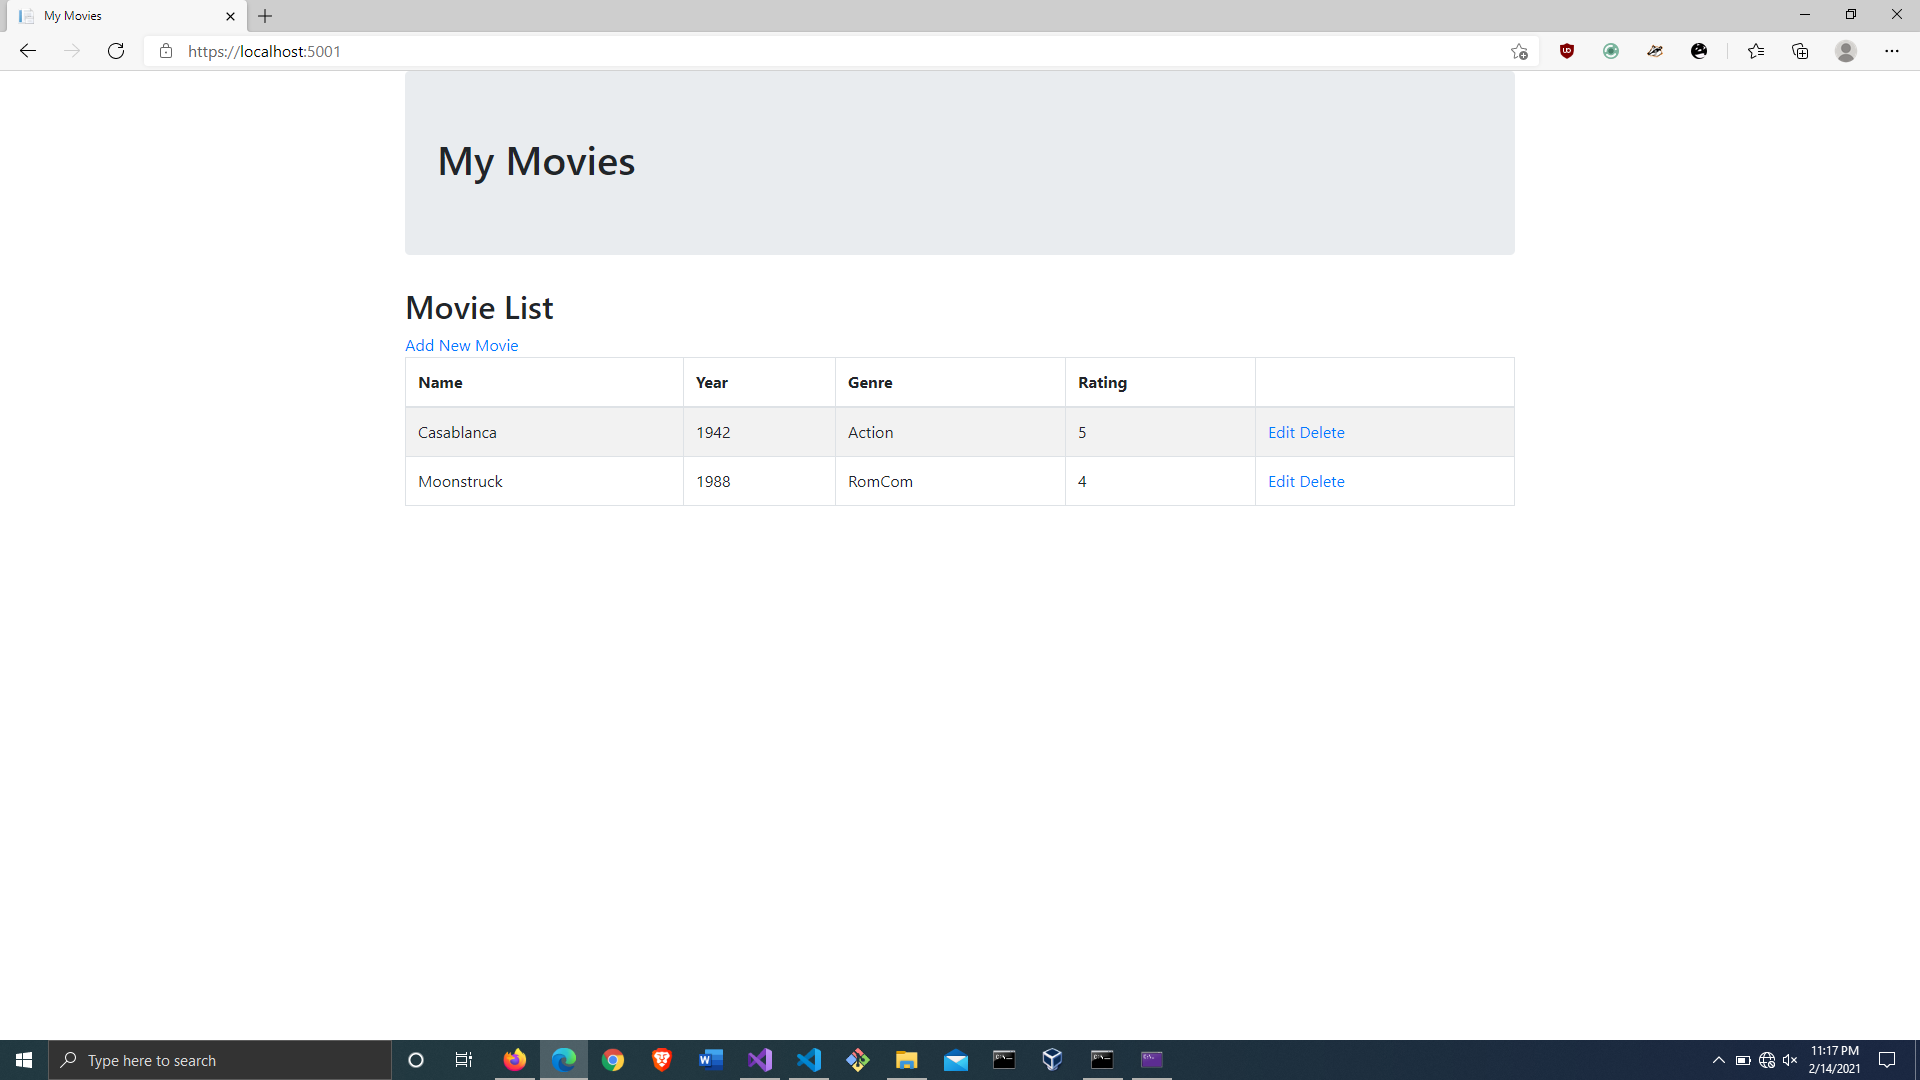 My Movies
https://localhost:5001
My Movies
Movie List
Add New Movie
Name Year Genre Rating
Casablanca 1942 Action 5 Edit Delete
Moonstruck 1988 RomCom 4 Edit Delete
Type here to search
11:17 PM
2/14/2021